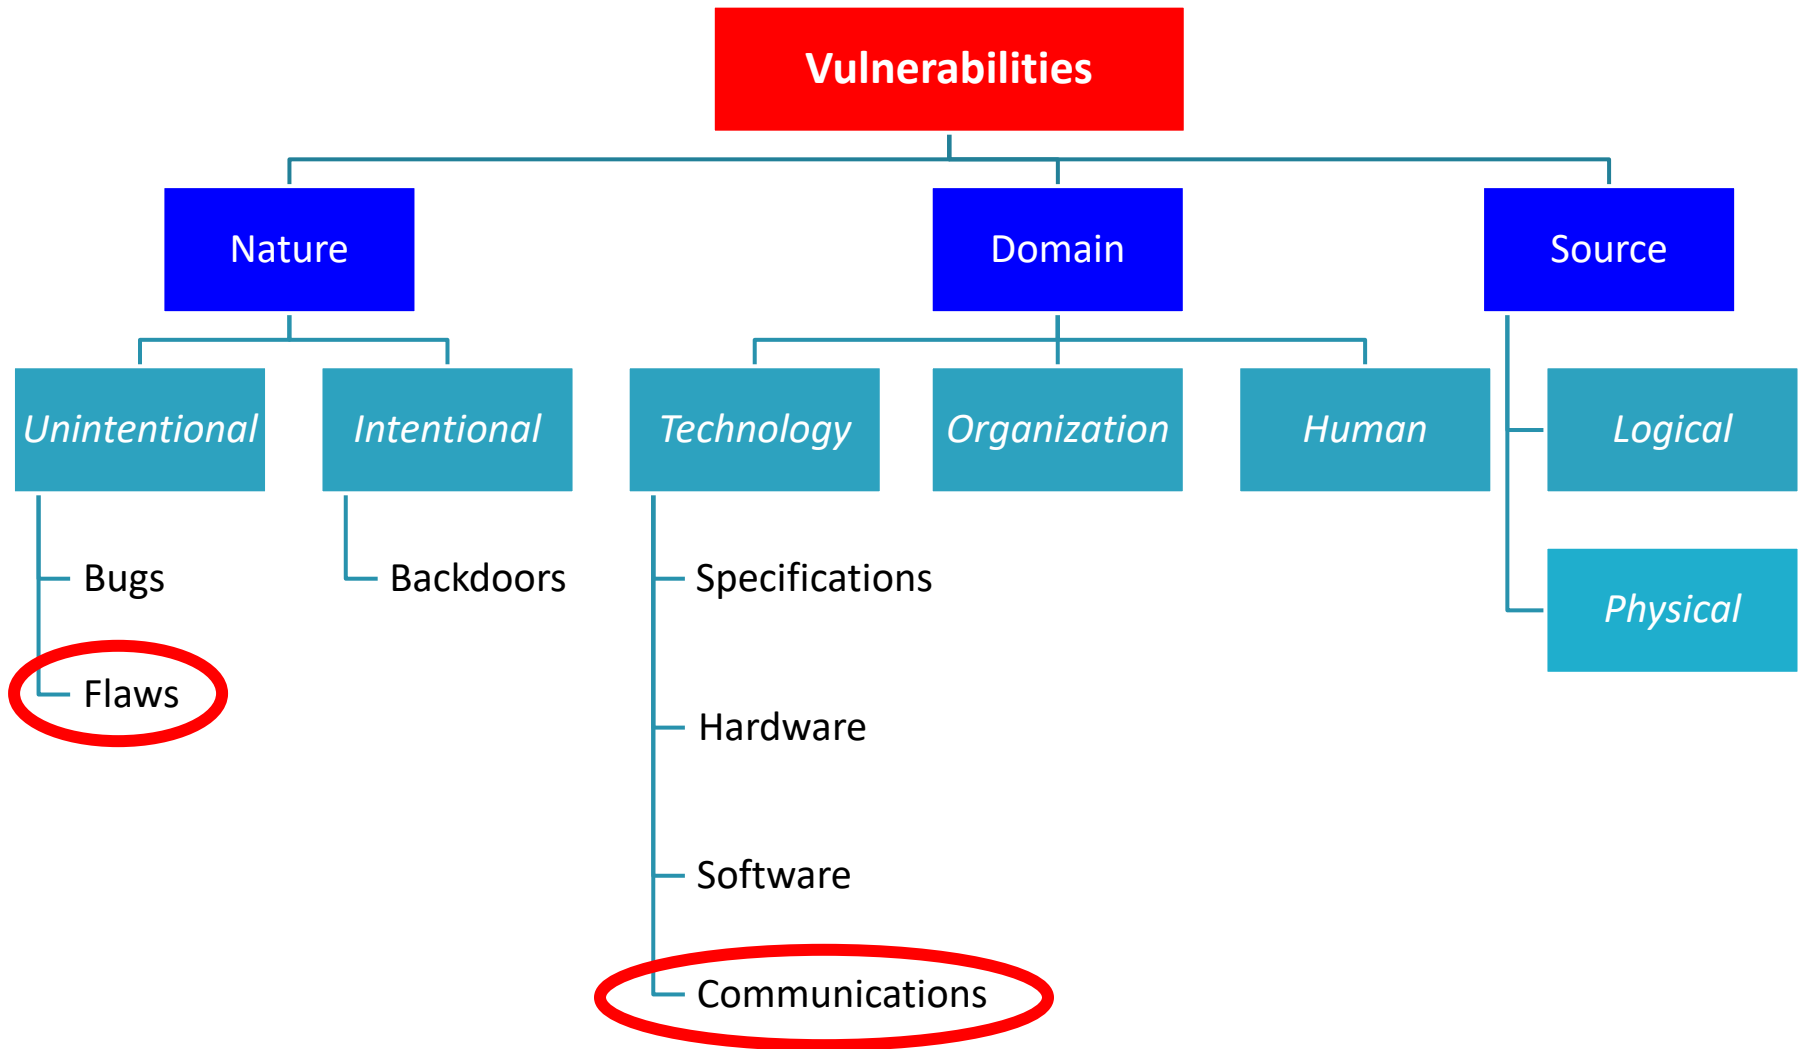 Vulnerabilities
Nature
Domain
Source
Unintentional
Intentional
Technology
Organization
Human
Logical
Bugs
Backdoors
Specifications
Physical
Flaws
Hardware
Software
Communications